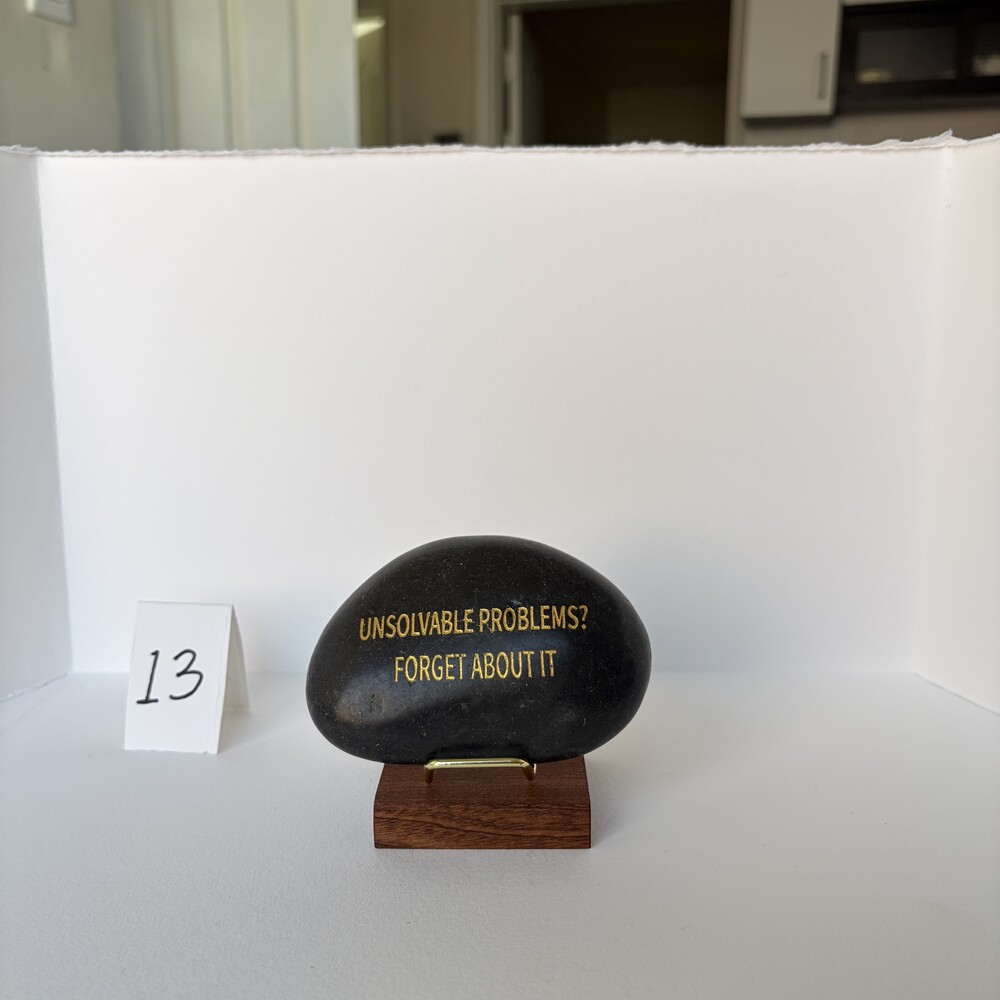 UNSOLVABLE PROBLEMS?
FORGET ABOUT IT
13